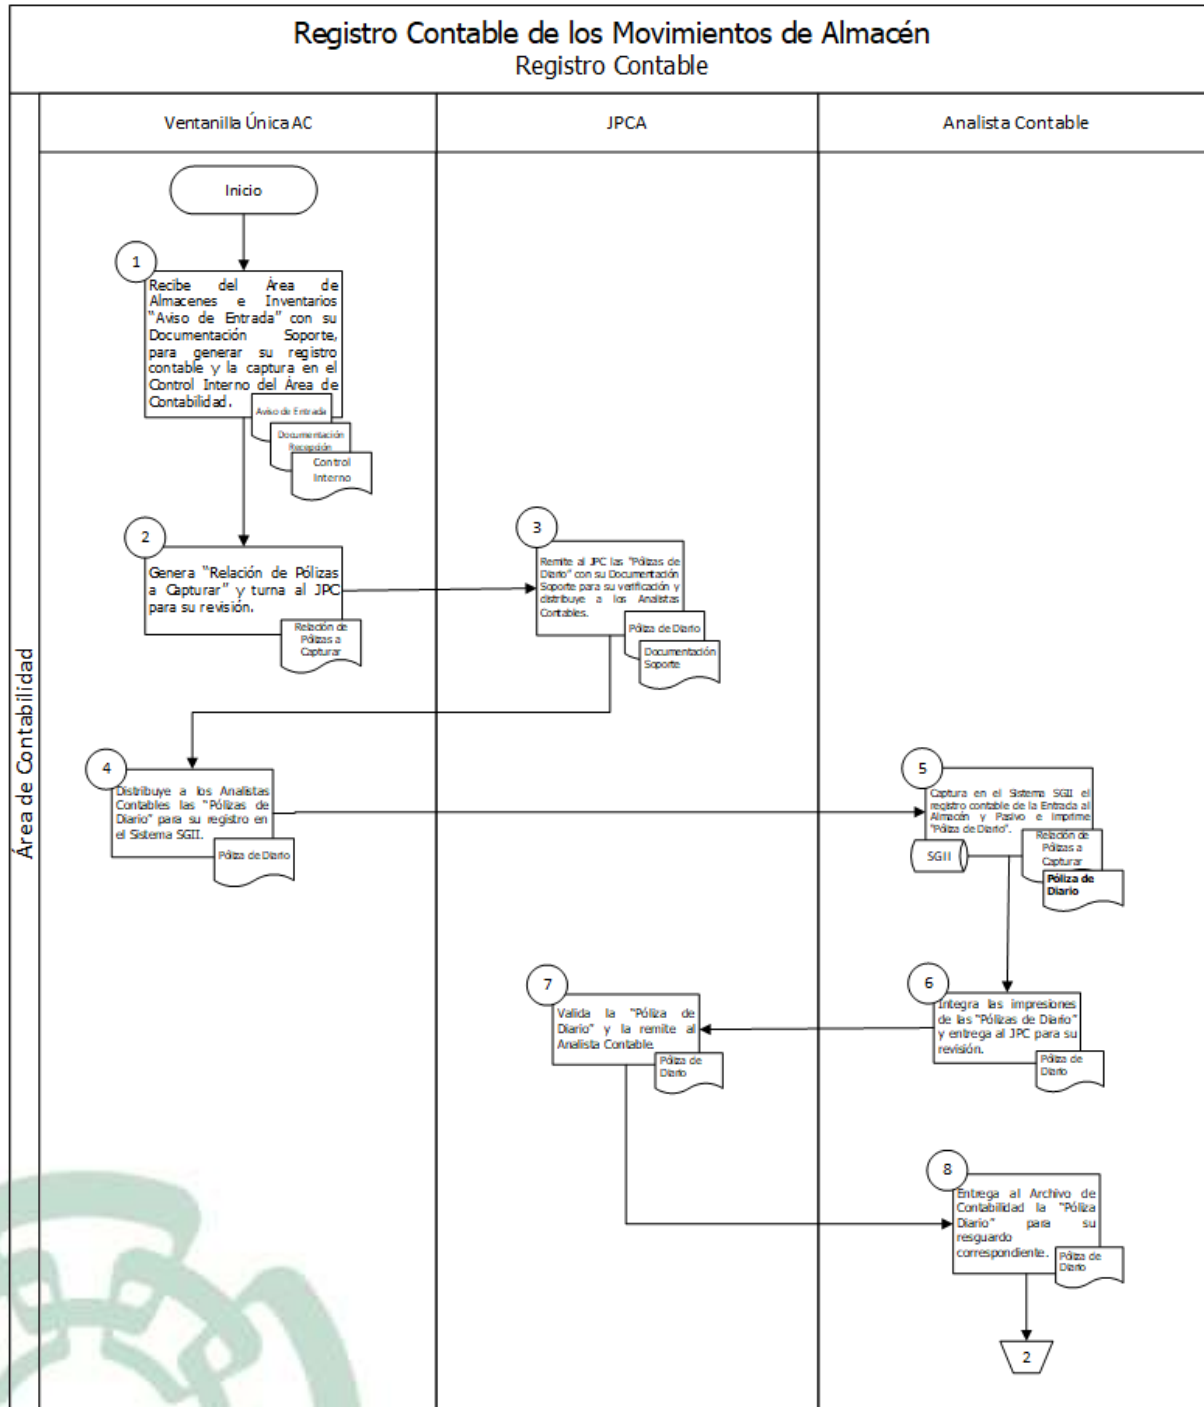 Registro Contable de los Movimientos de Almacén
Registro Contable
Área de Contabilidad
Ventanilla Única AC
JPCA
Analista Contable
Inicio
1
Recibe del Área de
Almacenes e Inventarios
"Aviso de Entrada" con su
Documentación Soporte,
para generar su registro
contable y la captura en el
Control Interno del Área de
Contabilidad.
Aviso de Entrada
Documentación
Recepción
Control
Interno
2
Genera "Relación de Pólizas
a Capturar" y turna al JPC
para su revisión.
Relación de
Pólizas a
Capturar
3
Remite al JPC las "Pólizas de
Diario" con su Documentación
Soporte para su verificación y
distribuye a los Analistas
Contables.
Póliza de Diario
Documentación
Soporte
4
Distribuye a los Analistas
Contables las "Pólizas de
Diario" para su registro en
el Sistema SGII.
Póliza de Diario
5
Captura en el Sistema SGII el
registro contable de la Entrada al
Almacén y Pasivo e Imprime
"Póliza de Diario".
SGII
Relación de
Pólizas a
Capturar
Póliza de
Diario
6
Integra las impresiones
de las "Pólizas de Diario"
y entrega al JPC para su
revisión.
Póliza de
Diario
7
Valida la "Póliza de
Diario" y la remite al
Analista Contable.
Póliza de
Diario
8
Entrega al Archivo de
Contabilidad la "Póliza
Diario" para su
resguardo
correspondiente.
Póliza de
Diario
2